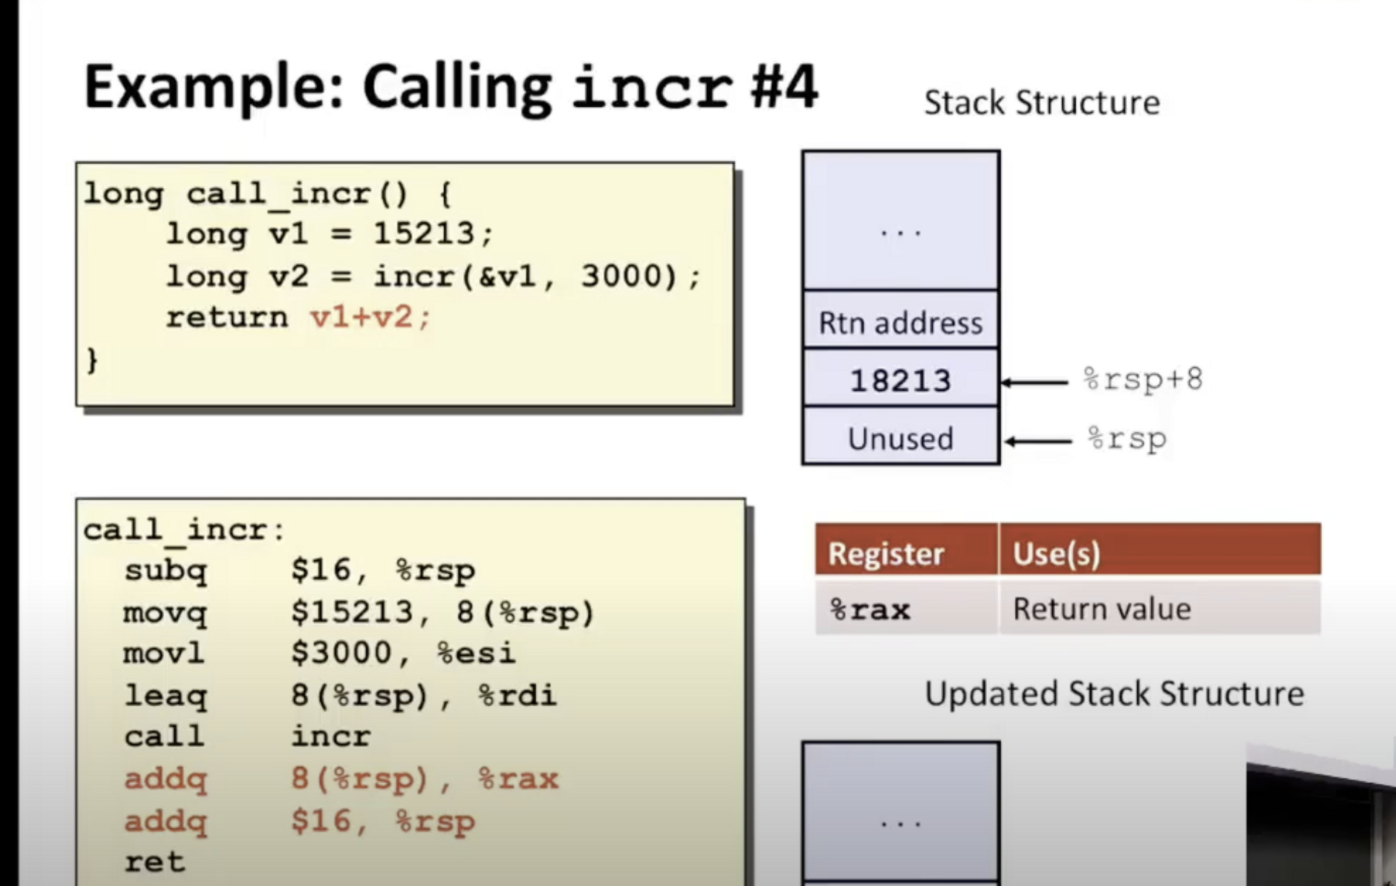 Example: Calling incr #4
Stack Structure
long call_incr() {
    long v1 = 15213;
    long v2 = incr(&v1, 3000);
    return v1+v2;
}
...
Rtn address
18213
%rsp+8
Unused
%rsp
call_incr:
  subq    $16, %rsp
  movq    $15213, 8(%rsp)
  movl    $3000, %esi
  leaq    8(%rsp), %rdi
  call    incr
  addq    8(%rsp), %rax
  addq    $16, %rsp
  ret
Register Use(s)
%rax Return value
Updated Stack Structure
...